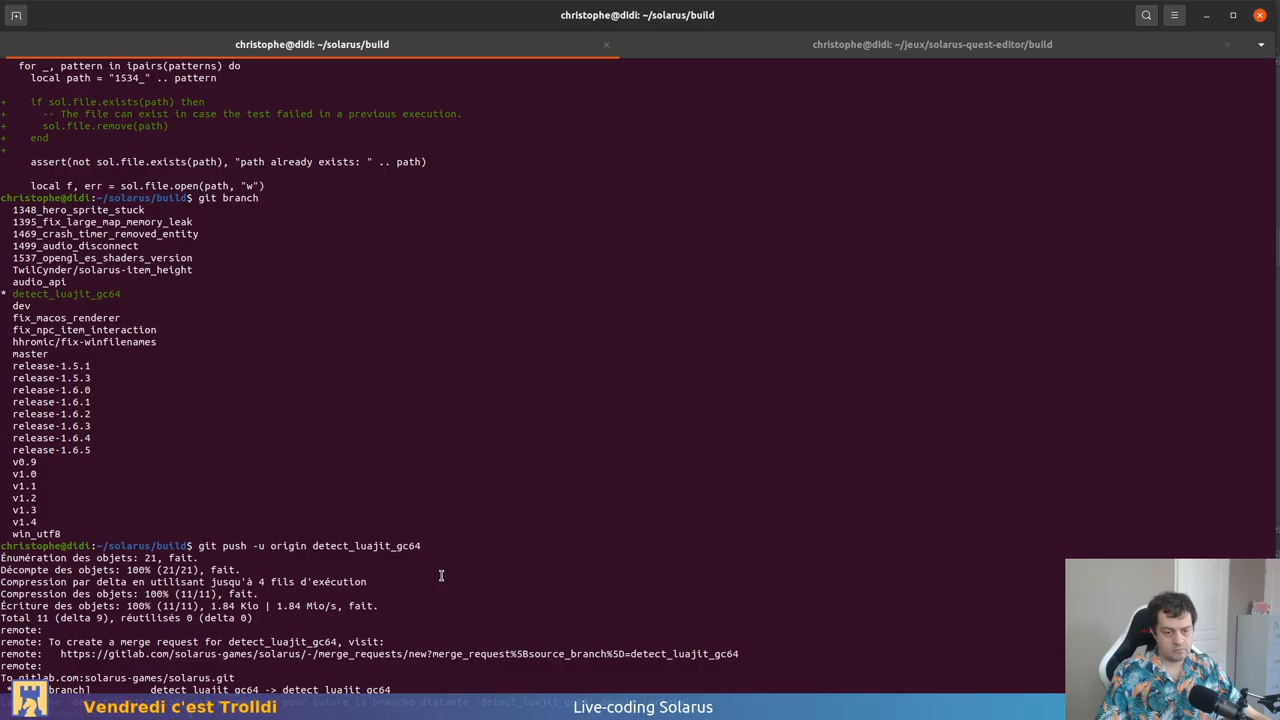 christophe@didi: ~/solarus/build
christophe@didi: ~/solarus/build
christophe@didi: ~/jeux/solarus-quest-editor/build
for _, pattern in ipairs(patterns) do
local path = "1534_" .. pattern
+ if sol.file.exists(path) then
+ -- The file can exist in case the test failed in a previous execution.
+ sol.file.remove(path)
+ end
+
assert(not sol.file.exists(path), "path already exists: " .. path)
local f, err = sol.file.open(path, "w")
christophe@didi:~/solarus/build$ git branch
1348_hero_sprite_stuck
1395_fix_large_map_memory_leak
1469_crash_timer_removed_entity
1499_audio_disconnect
1537_opengl_es_shaders_version
TwilCynder/solarus-item_height
audio_api
* detect_luajit_gc64
dev
fix_macos_renderer
fix_npc_item_interaction
hhromic/fix-winfilenames
master
release-1.5.1
release-1.5.3
release-1.6.0
release-1.6.1
release-1.6.2
release-1.6.3
release-1.6.4
release-1.6.5
v0.9
v1.0
v1.1
v1.2
v1.3
v1.4
win_utf8
christophe@didi:~/solarus/build$ git push -u origin detect_luajit_gc64
Énumération des objets: 21, fait.
Décompte des objets: 100% (21/21), fait.
Compression par delta en utilisant jusqu'à 4 fils d'exécution
Compression des objets: 100% (11/11), fait.
Écriture des objets: 100% (11/11), 1.84 Kio | 1.84 Mio/s, fait.
Total 11 (delta 9), réutilisés 0 (delta 0)
remote:
remote: To create a merge request for detect_luajit_gc64, visit:
remote:   https://gitlab.com/solarus-games/solarus/-/merge_requests/new?merge_request%5Bsource_branch%5D=detect_luajit_gc64
remote:
To gitlab.com:solarus-games/solarus.git
* branch] detect_luajit_gc64 -> detect_luajit_gc64
pour suivre la branche distante 'detect_luajit_gc64
Vendredi c'est Trolldi
Live-coding Solarus